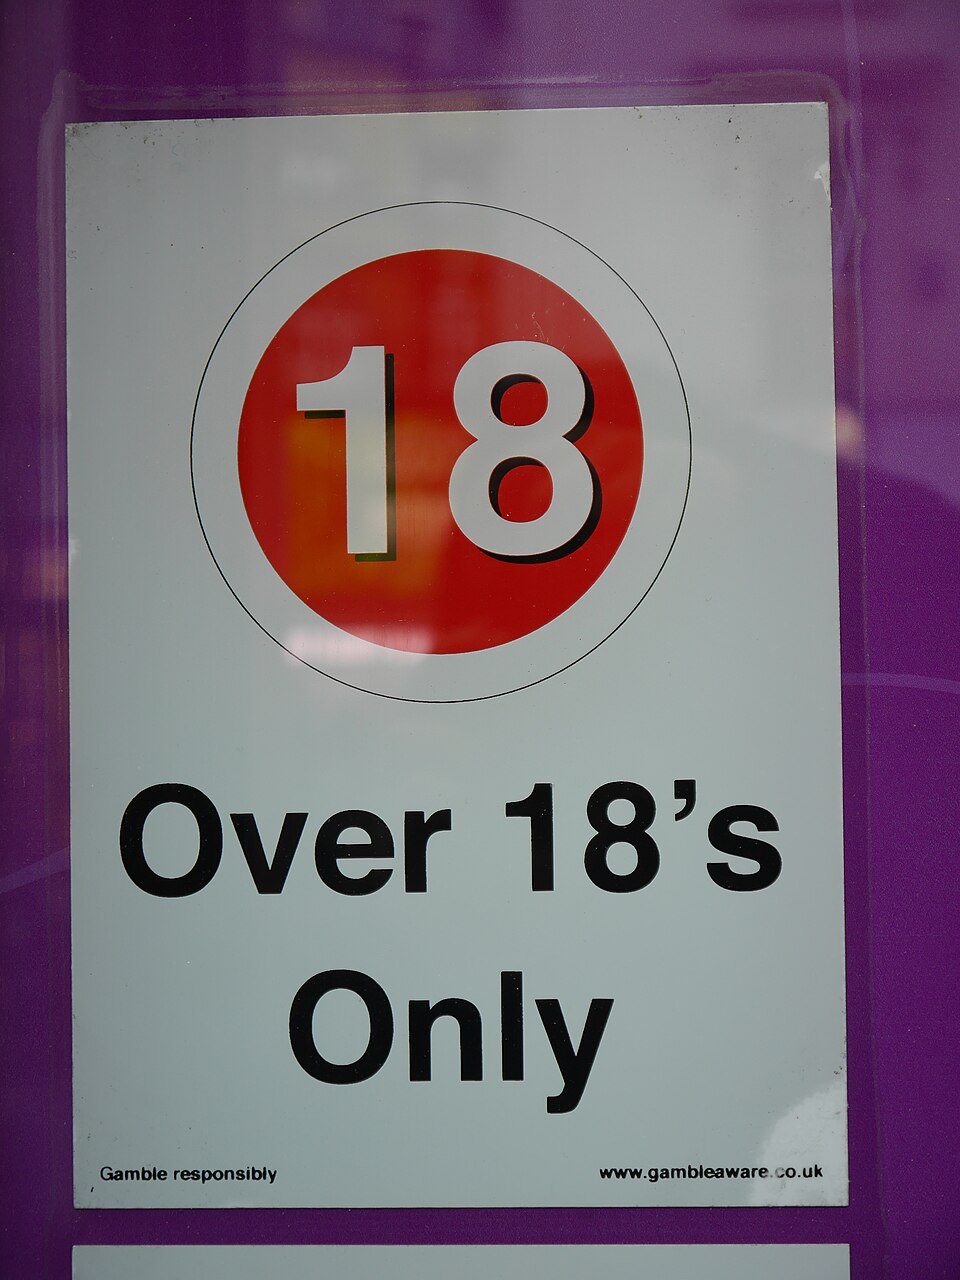 18
Over 18’s
Only
Gamble responsibly
www.gambleaware.co.uk